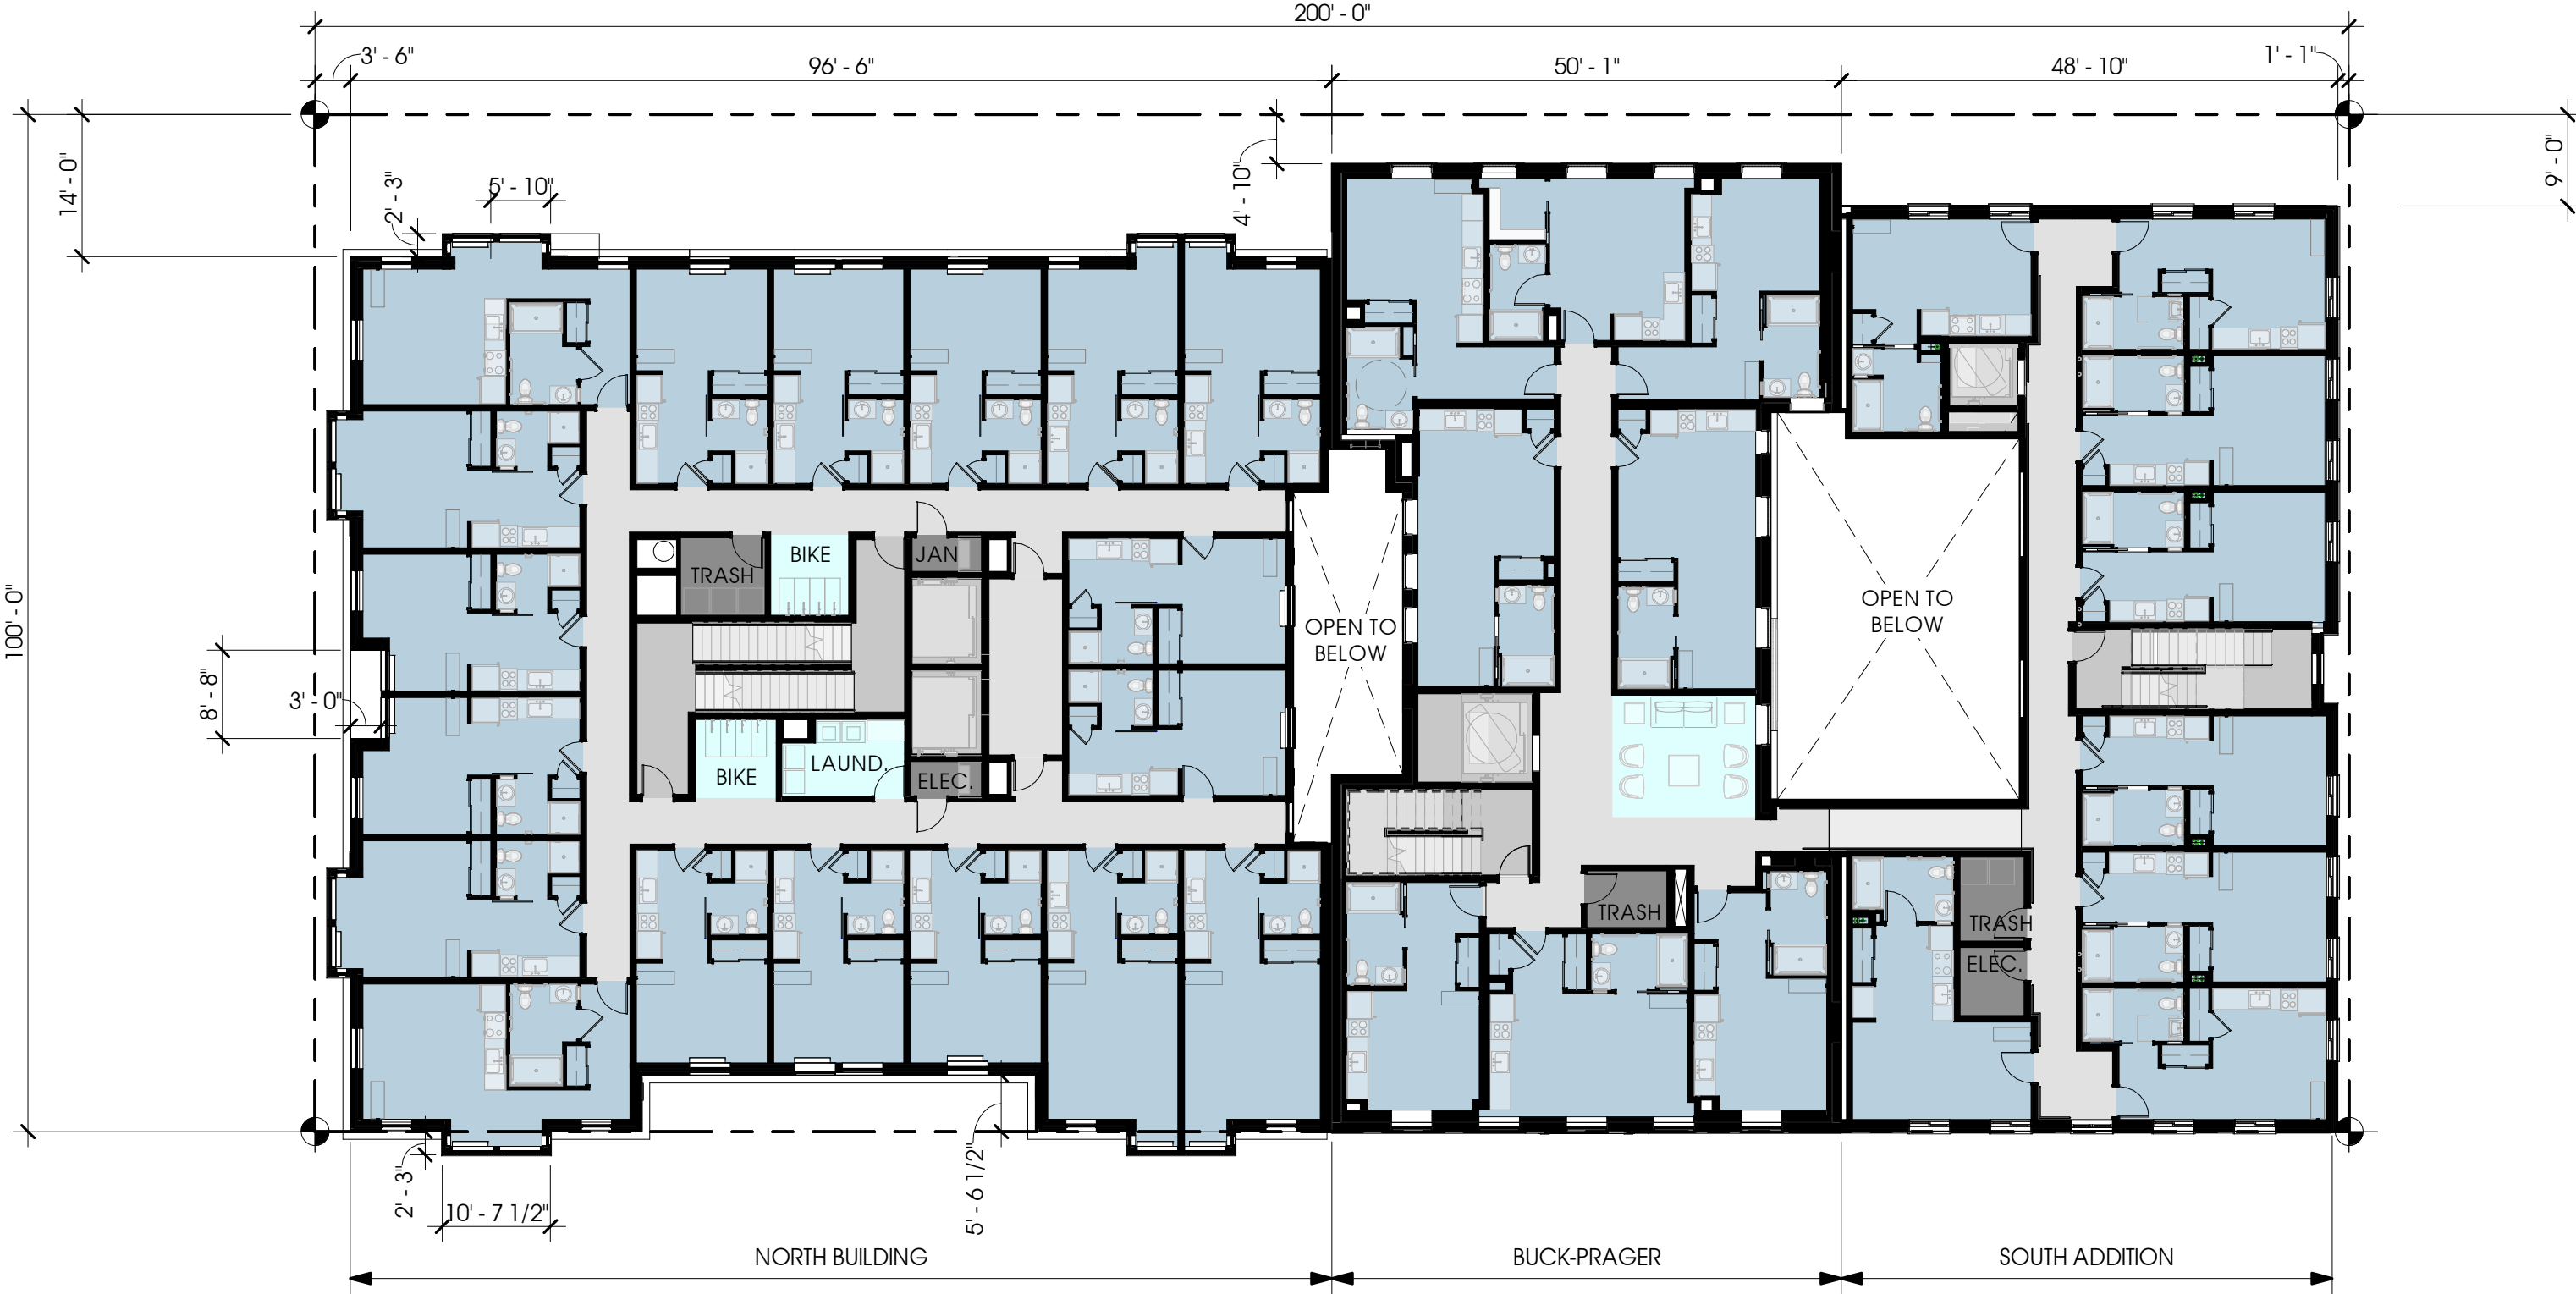 200' - 0"
3' - 6"
96' - 6"
50' - 1"
48' - 10"
1' - 1"
14' - 0"
2' - 3"
5' - 10"
4' - 10"
9' - 0"
100' - 0"
8' - 8"
3' - 0"
TRASH
BIKE
JAN
BIKE
LAUND.
ELEC.
OPEN TO
BELOW
OPEN TO
BELOW
TRASH
TRASH
ELEC.
2' - 3"
10' - 7 1/2"
5' - 6 1/2"
NORTH BUILDING
BUCK-PRAGER
SOUTH ADDITION